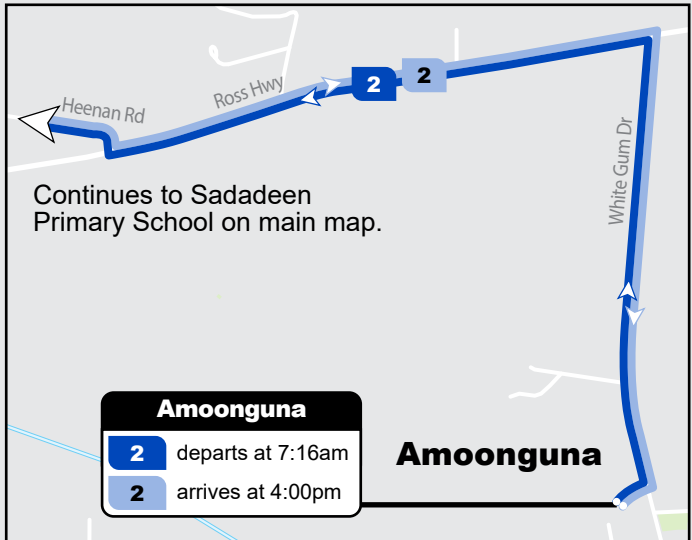 Heenan Rd
Ross Hwy
2
2
White Gum Dr
Continues to Sadadeen
Primary School on main map.
Amoonguna
2 departs at 7:16am
2 arrives at 4:00pm
Amoonguna